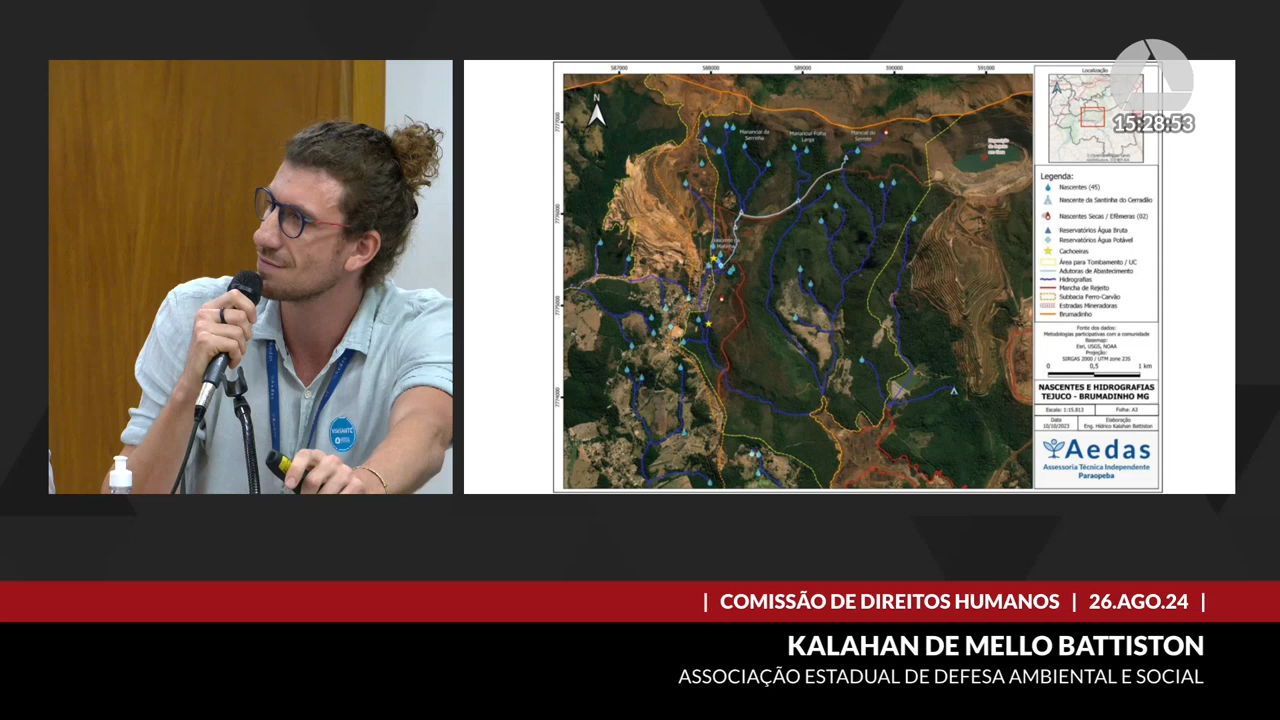 587000 588000 589000 590000 591000
Localização
15:28:53
N
7777000
7776000
7775000
7774000
Manancial da
Serrinha
Manancial Folha
Larga
Legenda:
Nascentes (45)
Nascente da Santinha do Cerradão
Nascentes Secas / Efêmeras (02)
Reservatórios Água Bruta
Reservatórios Água Potável
Cachoeiras
Área para Tombamento / UC
Adutoras de Abastecimento
Hidrografias
Mancha de Rejeito
Subbacia Ferro-Carvão
Estradas Mineradoras
Brumadinho
Fonte dos dados:
Metodologias participativas com a comunidade
Basemap:
Esri, USGS, NOAA
Projeção:
SIRGAS 2000 / UTM zone 23S
0 0,5 1 km
NASCENTES E HIDROGRAFIAS
TEJUCO - BRUMADINHO MG
Escala: 1:15.813 Folha: A3
Data Elaboração
10/10/2023 Eng. Hídrico Kalahan Battiston
Aedas
Assessoria Técnica Independente
Paraopeba
VISITANTE
| COMISSÃO DE DIREITOS HUMANOS | 26.AGO.24 |
KALAHAN DE MELLO BATTISTON
ASSOCIAÇÃO ESTADUAL DE DEFESA AMBIENTAL E SOCIAL